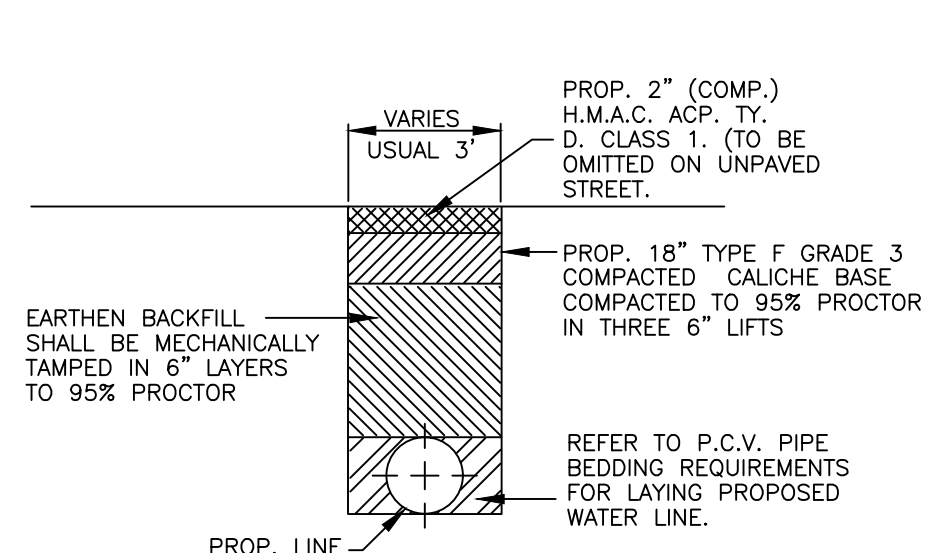 PROP. 2" (COMP.)
H.M.A.C. ACP. TY.
D. CLASS 1. (TO BE
OMITTED ON UNPAVED
STREET.
VARIES
USUAL 3'
PROP. 18" TYPE F GRADE 3
COMPACTED CALICHE BASE
COMPACTED TO 95% PROCTOR
IN THREE 6" LIFTS
EARTHEN BACKFILL
SHALL BE MECHANICALLY
TAMPED IN 6" LAYERS
TO 95% PROCTOR
REFER TO P.C.V. PIPE
BEDDING REQUIREMENTS
FOR LAYING PROPOSED
WATER LINE.
PROP. LINE